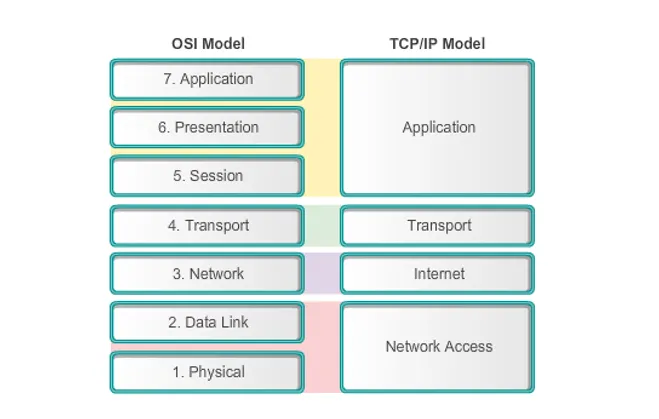 OSI Model
TCP/IP Model
7. Application
6. Presentation
5. Session
4. Transport
3. Network
2. Data Link
1. Physical
Application
Transport
Internet
Network Access